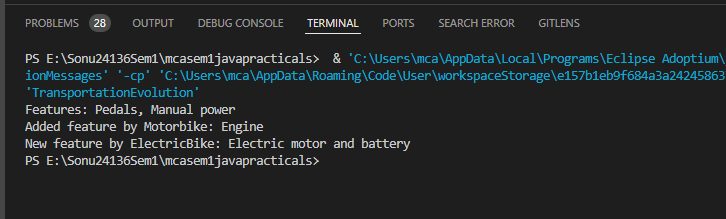 PROBLEMS 28 OUTPUT DEBUG CONSOLE TERMINAL PORTS SEARCH ERROR GITLENS
PS E:\Sonu24136Sem1\mcasem1javapracticals>  & 'C:\Users\mca\AppData\Local\Programs\Eclipse Adoptium\
ionMessages' '-cp' 'C:\Users\mca\AppData\Roaming\Code\User\workspaceStorage\e157b1eb9f684a3a24245863
'TransportationEvolution'
Features: Pedals, Manual power
Added feature by Motorbike: Engine
New feature by ElectricBike: Electric motor and battery
PS E:\Sonu24136Sem1\mcasem1javapracticals>